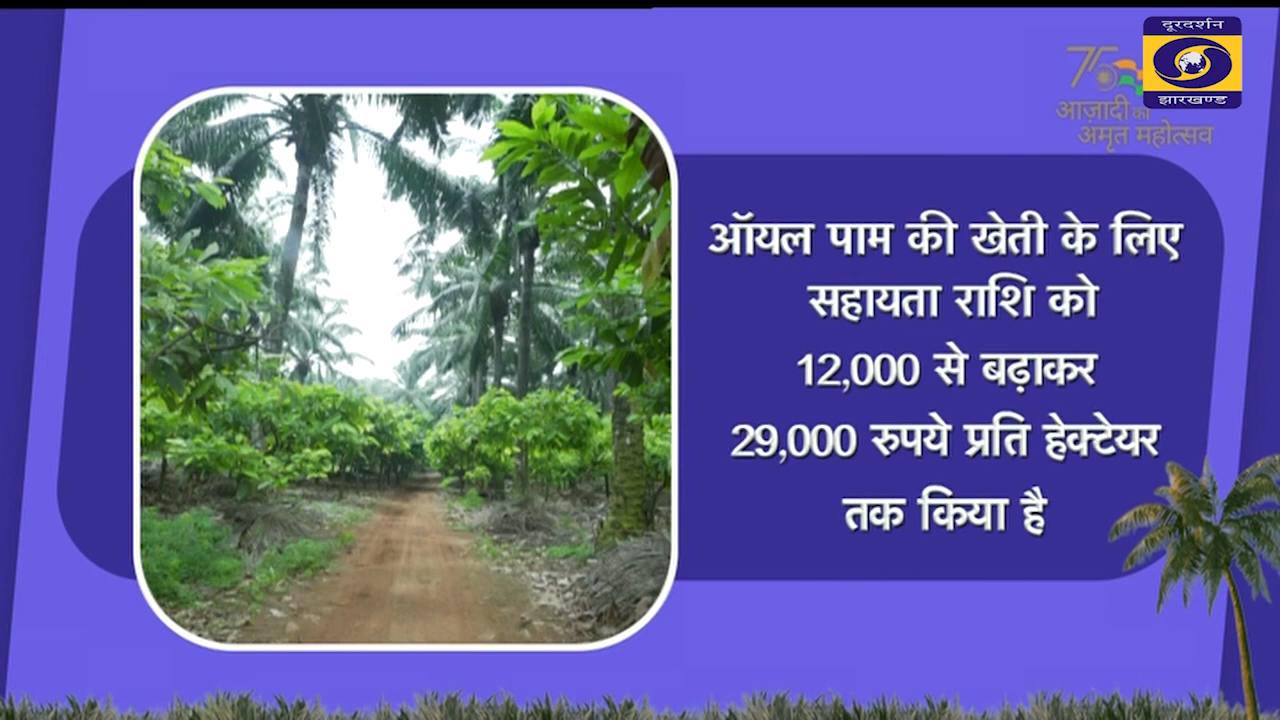 दूरदर्शन
झारखण्ड
75
आज़ादी का
अमृत महोत्सव
ऑयल पाम की खेती के लिए
सहायता राशि को
12,000 से बढ़ाकर
29,000 रुपये प्रति हेक्टेयर
तक किया है